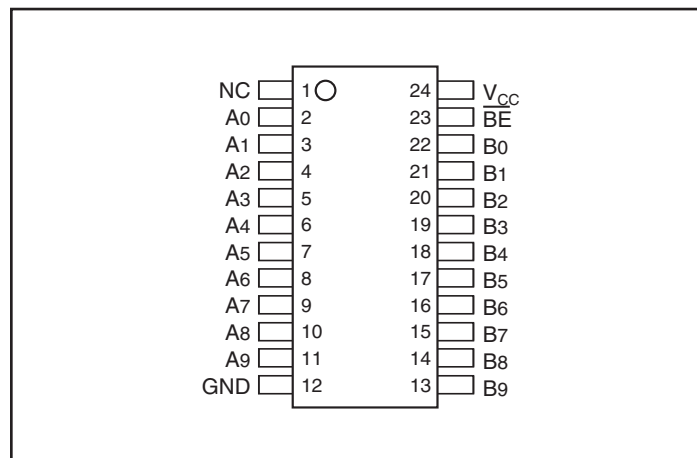 NC 1 24 V_CC
A0 2 23 B̅E̅
A1 3 22 B0
A2 4 21 B1
A3 5 20 B2
A4 6 19 B3
A5 7 18 B4
A6 8 17 B5
A7 9 16 B6
A8 10 15 B7
A9 11 14 B8
GND 12 13 B9